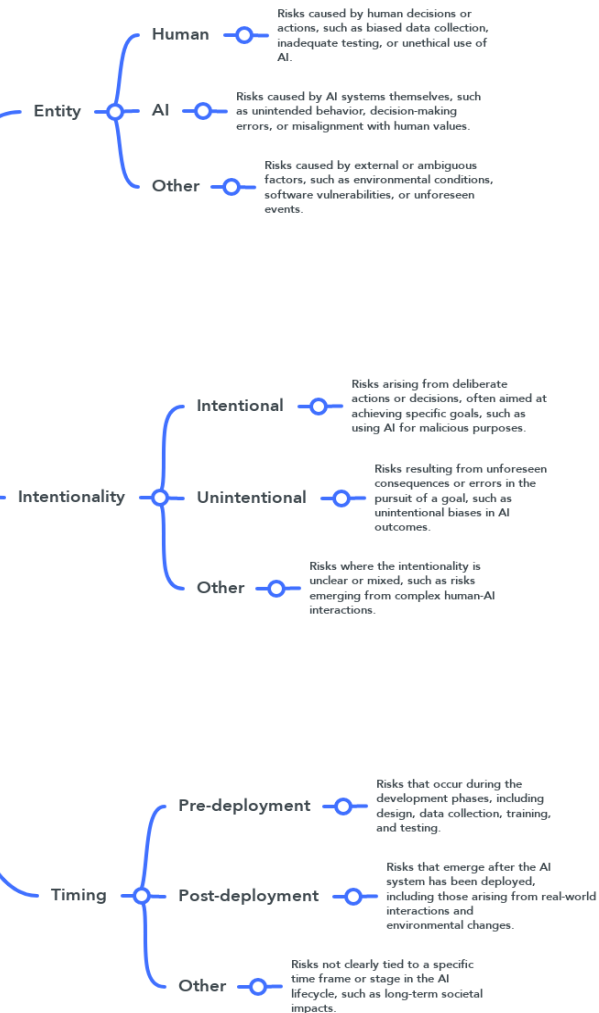 Human
Risks caused by human decisions or
actions, such as biased data collection,
inadequate testing, or unethical use of
AI.
Entity
AI
Risks caused by AI systems themselves, such
as unintended behavior, decision-making
errors, or misalignment with human values.
Other
Risks caused by external or ambiguous
factors, such as environmental conditions,
software vulnerabilities, or unforeseen
events.
Intentional
Risks arising from deliberate
actions or decisions, often aimed at
achieving specific goals, such as
using AI for malicious purposes.
Intentionality
Unintentional
Risks resulting from unforeseen
consequences or errors in the
pursuit of a goal, such as
unintentional biases in AI
outcomes.
Other
Risks where the intentionality is
unclear or mixed, such as risks
emerging from complex human-AI
interactions.
Pre-deployment
Risks that occur during the
development phases, including
design, data collection, training,
and testing.
Timing
Post-deployment
Risks that emerge after the AI
system has been deployed,
including those arising from real-world
interactions and
environmental changes.
Other
Risks not clearly tied to a specific
time frame or stage in the AI
lifecycle, such as long-term societal
impacts.